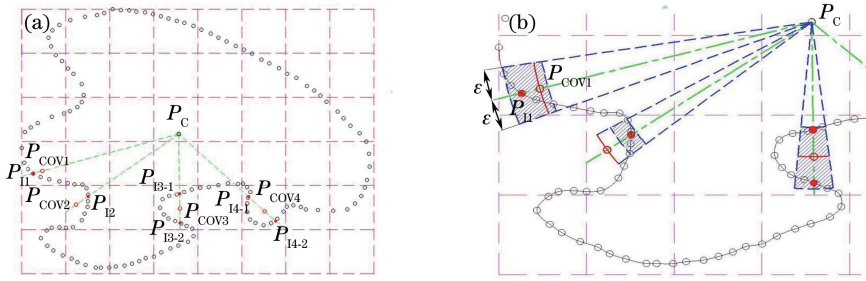 (a)
P_C
P_I1
P_COV1
P_COV2
P_I2
P_I3-1
P_COV3
P_I3-2
P_I4-1
P_COV4
P_I4-2
(b)
P_C
ε
ε
P_COV1
P_I1